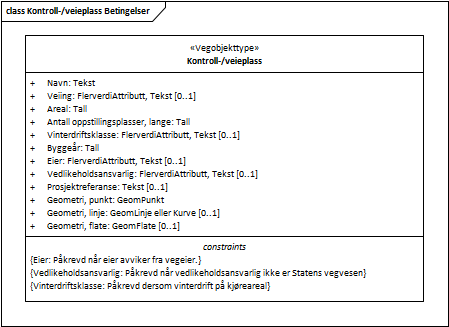 class Kontroll-/veieplass Betingelser
«Vegobjekttype»
Kontroll-/veieplass
+ Navn: Tekst
+ Veiing: FlerverdiAttributt, Tekst [0..1]
+ Areal: Tall
+ Antall oppstillingsplasser, lange: Tall
+ Vinterdriftsklasse: FlerverdiAttributt, Tekst [0..1]
+ Byggeår: Tall
+ Eier: FlerverdiAttributt, Tekst [0..1]
+ Vedlikeholdsansvarlig: FlerverdiAttributt, Tekst [0..1]
+ Prosjektreferanse: Tekst [0..1]
+ Geometri, punkt: GeomPunkt
+ Geometri, linje: GeomLinje eller Kurve [0..1]
+ Geometri, flate: GeomFlate [0..1]
constraints
{Eier: Påkrevd når eier avviker fra vegeier.}
{Vedlikeholdsansvarlig: Påkrevd når vedlikeholdsansvarlig ikke er Statens vegvesen}
{Vinterdriftsklasse: Påkrevd dersom vinterdrift på kjøreareal}